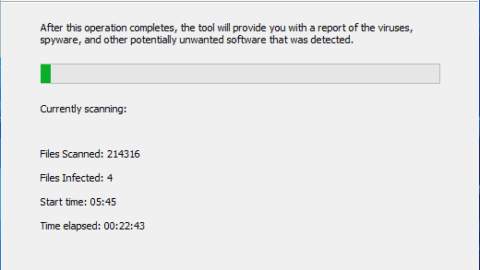 After this operation completes, the tool will provide you with a report of the viruses,
spyware, and other potentially unwanted software that was detected.
Currently scanning:
Files Scanned: 214316
Files Infected: 4
Start time: 05:45
Time elapsed: 00:22:43